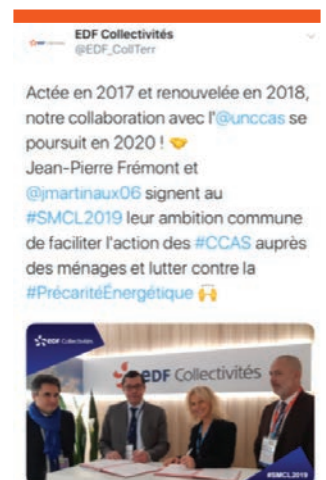 EDF Collectivités
@EDF_CollTerr
Actée en 2017 et renouvelée en 2018,
notre collaboration avec l'@unccas se
poursuit en 2020 ! 🤝
Jean-Pierre Frémont et
@jmartinaux06 signent au
#SMCL2019 leur ambition commune
de faciliter l'action des #CCAS auprès
des ménages et lutter contre la
#PrécaritéÉnergétique 🙌
EDF Collectivités
EDF Collectivités
#SMCL2019